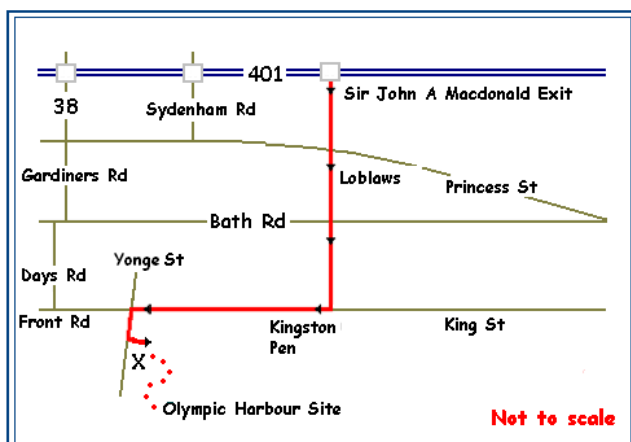 401
Sir John A Macdonald Exit
38
Sydenham Rd
Gardiners Rd
Loblaws
Princess St
Bath Rd
Yonge St
Days Rd
Front Rd
Kingston
Pen
King St
X
Olympic Harbour Site
Not to scale